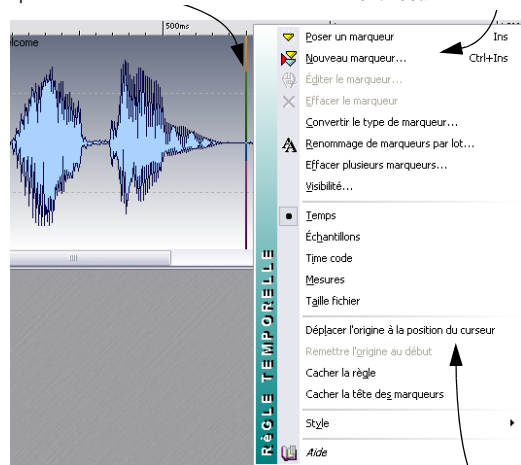 500ms
elcome
Poser un marqueur Ins
Nouveau marqueur... Ctrl+Ins
Éditer le marqueur...
Effacer le marqueur
Convertir le type de marqueur...
Renommage de marqueurs par lot...
Effacer plusieurs marqueurs...
Visibilité...
Temps
Échantillons
Time code
Mesures
Taille fichier
Déplacer l'origine à la position du curseur
Remettre l'origine au début
Cacher la règle
Cacher la tête des marqueurs
Style
Aide
RèGLE TEMPORELLE